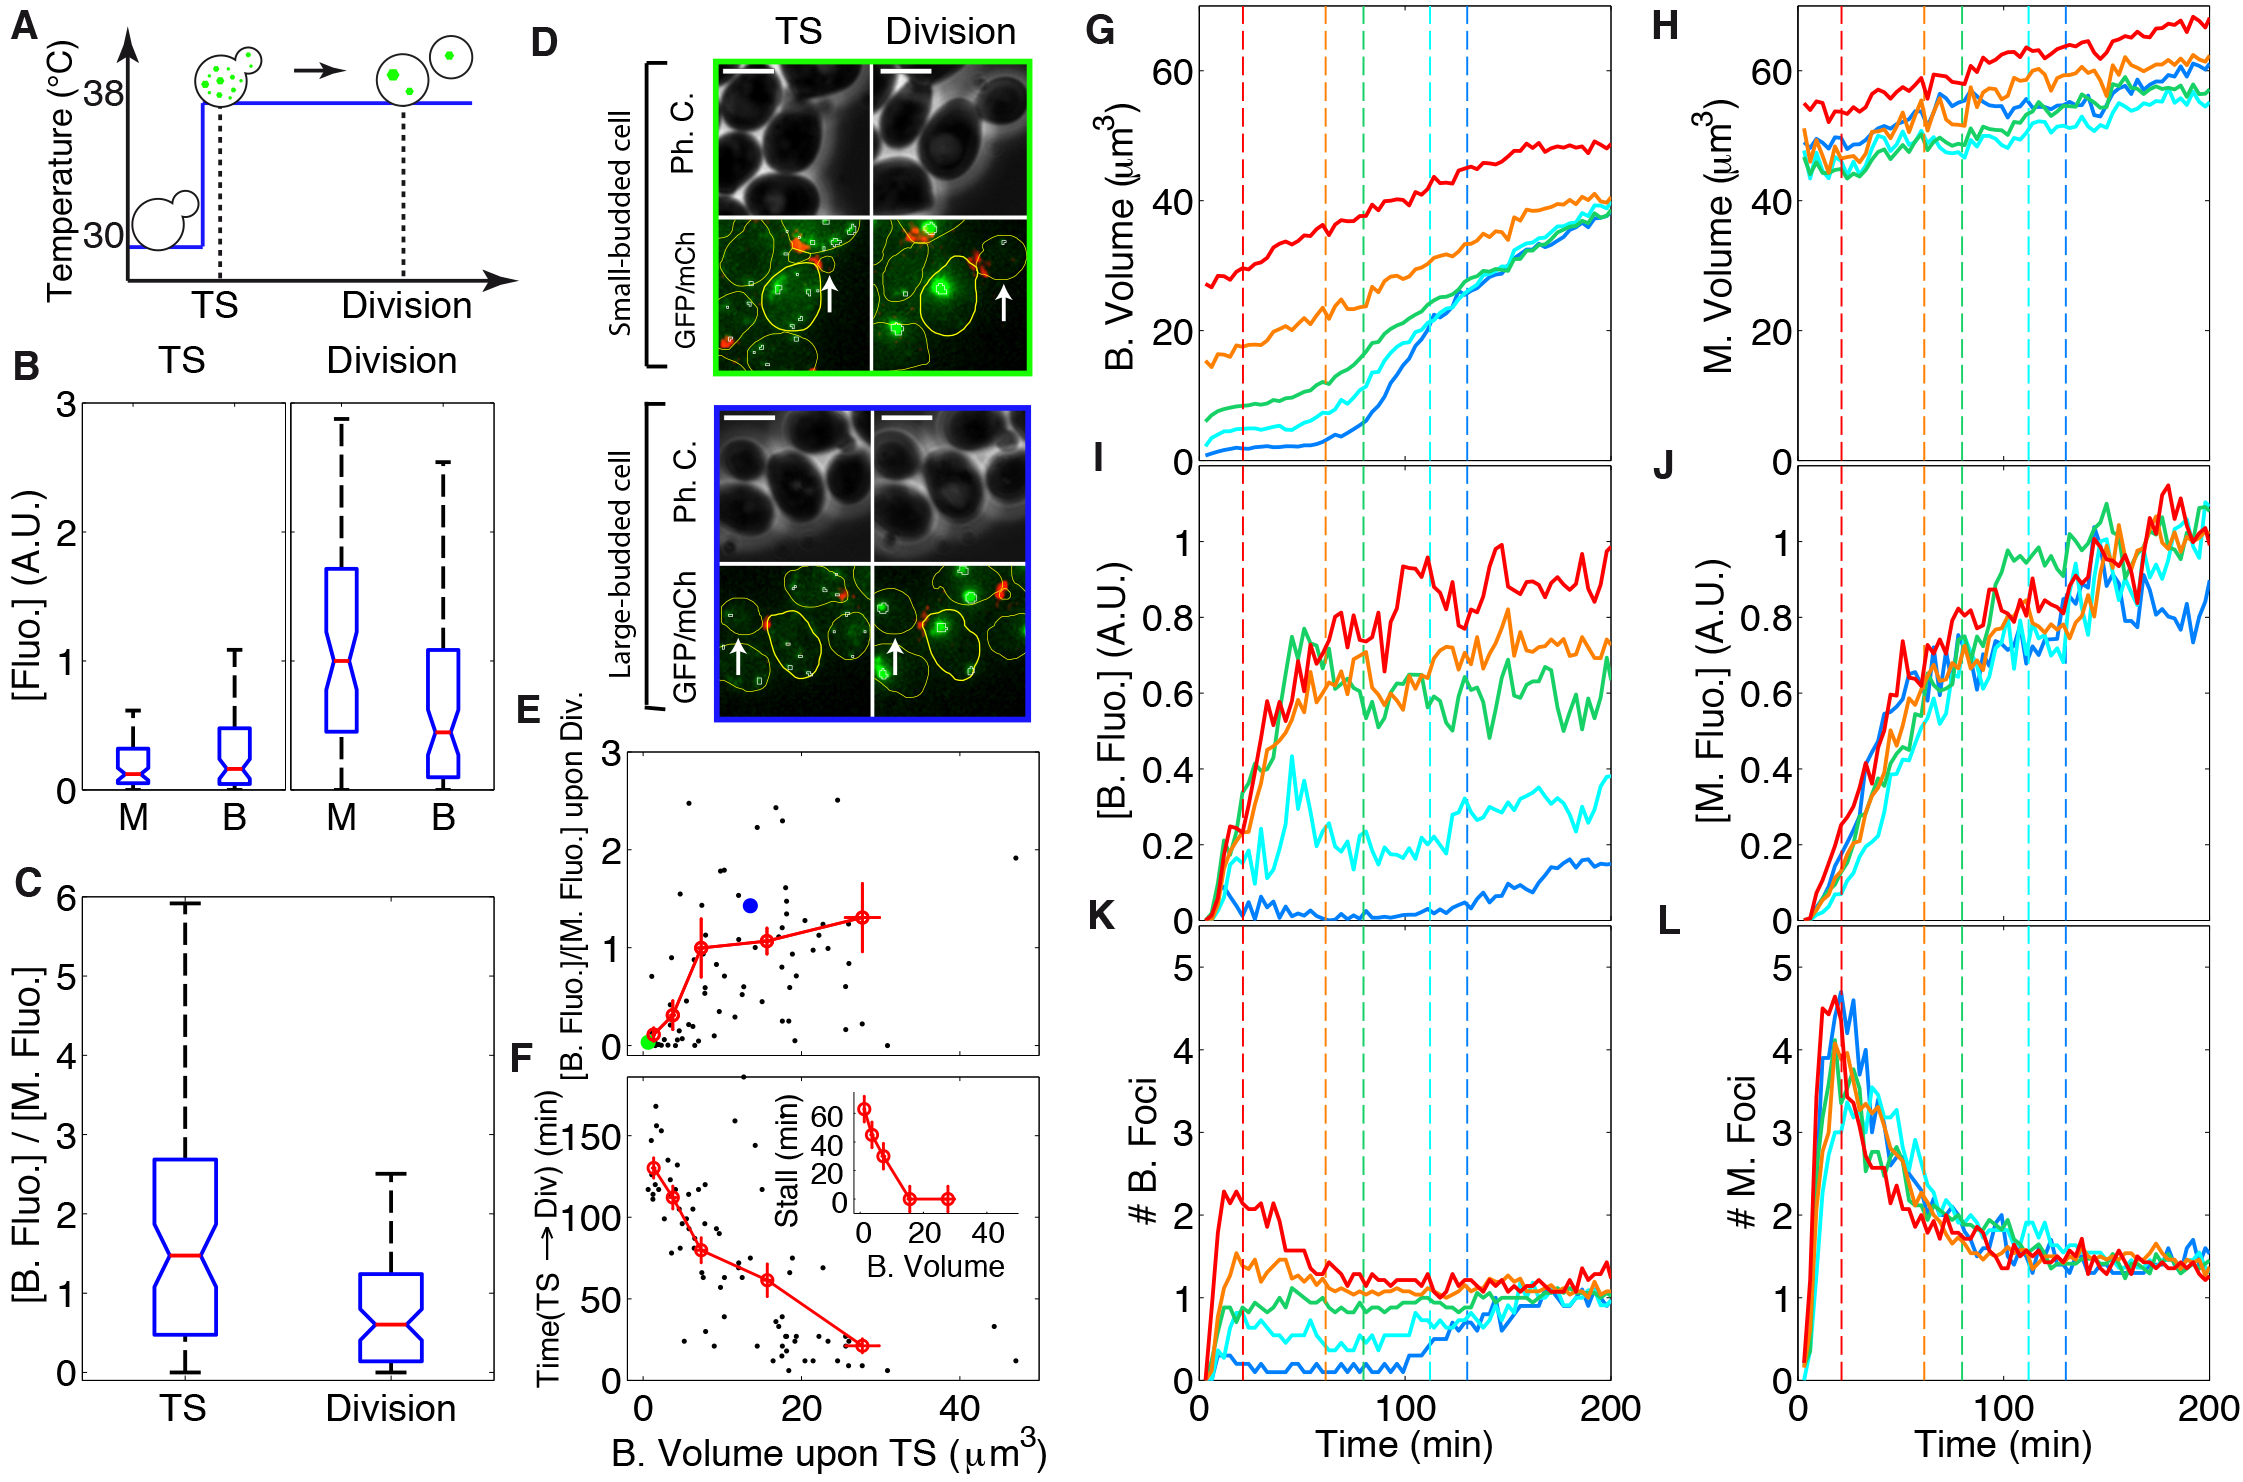 A
Temperature (°C)
38
30
TS
Division
B
TS
Division
[Fluo.] (A.U.)
3
2
1
0
M
B
M
B
C
[B. Fluo.] / [M. Fluo.]
6
5
4
3
2
1
0
TS
Division
D
TS
Division
Small-budded cell
Ph. C.
GFP/mCh
Large-budded cell
Ph. C.
GFP/mCh
E
[B. Fluo.]/[M. Fluo.] upon Div.
3
2
1
0
F
Time(TS →Div) (min)
150
100
50
0
0
20
40
B. Volume upon TS (μm³)
Stall (min)
60
40
20
0
0
20
40
B. Volume
G
B. Volume (μm³)
60
40
20
0
H
M. Volume (μm³)
60
40
20
0
I
[B. Fluo.] (A.U.)
0
1
0.8
0.6
0.4
0.2
0
J
[M. Fluo.] (A.U.)
0
1
0.8
0.6
0.4
0.2
0
K
# B. Foci
5
4
3
2
1
0
0
100
200
Time (min)
L
# M. Foci
5
4
3
2
1
0
0
100
200
Time (min)